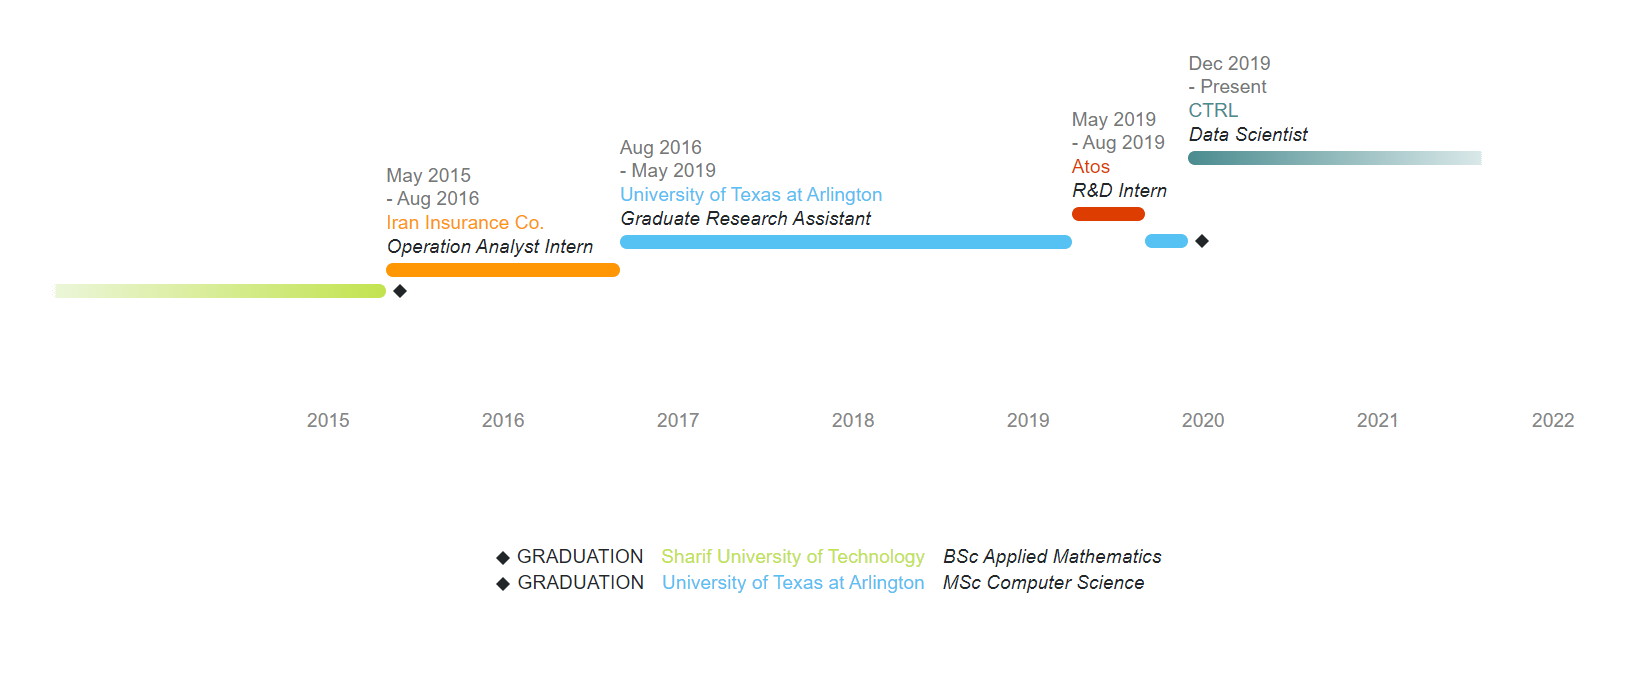 May 2015
- Aug 2016
Iran Insurance Co.
Operation Analyst Intern
Aug 2016
- May 2019
University of Texas at Arlington
Graduate Research Assistant
May 2019
- Aug 2019
Atos
R&D Intern
Dec 2019
- Present
CTRL
Data Scientist
2015 2016 2017 2018 2019 2020 2021 2022
GRADUATION Sharif University of Technology BSc Applied Mathematics
GRADUATION University of Texas at Arlington MSc Computer Science